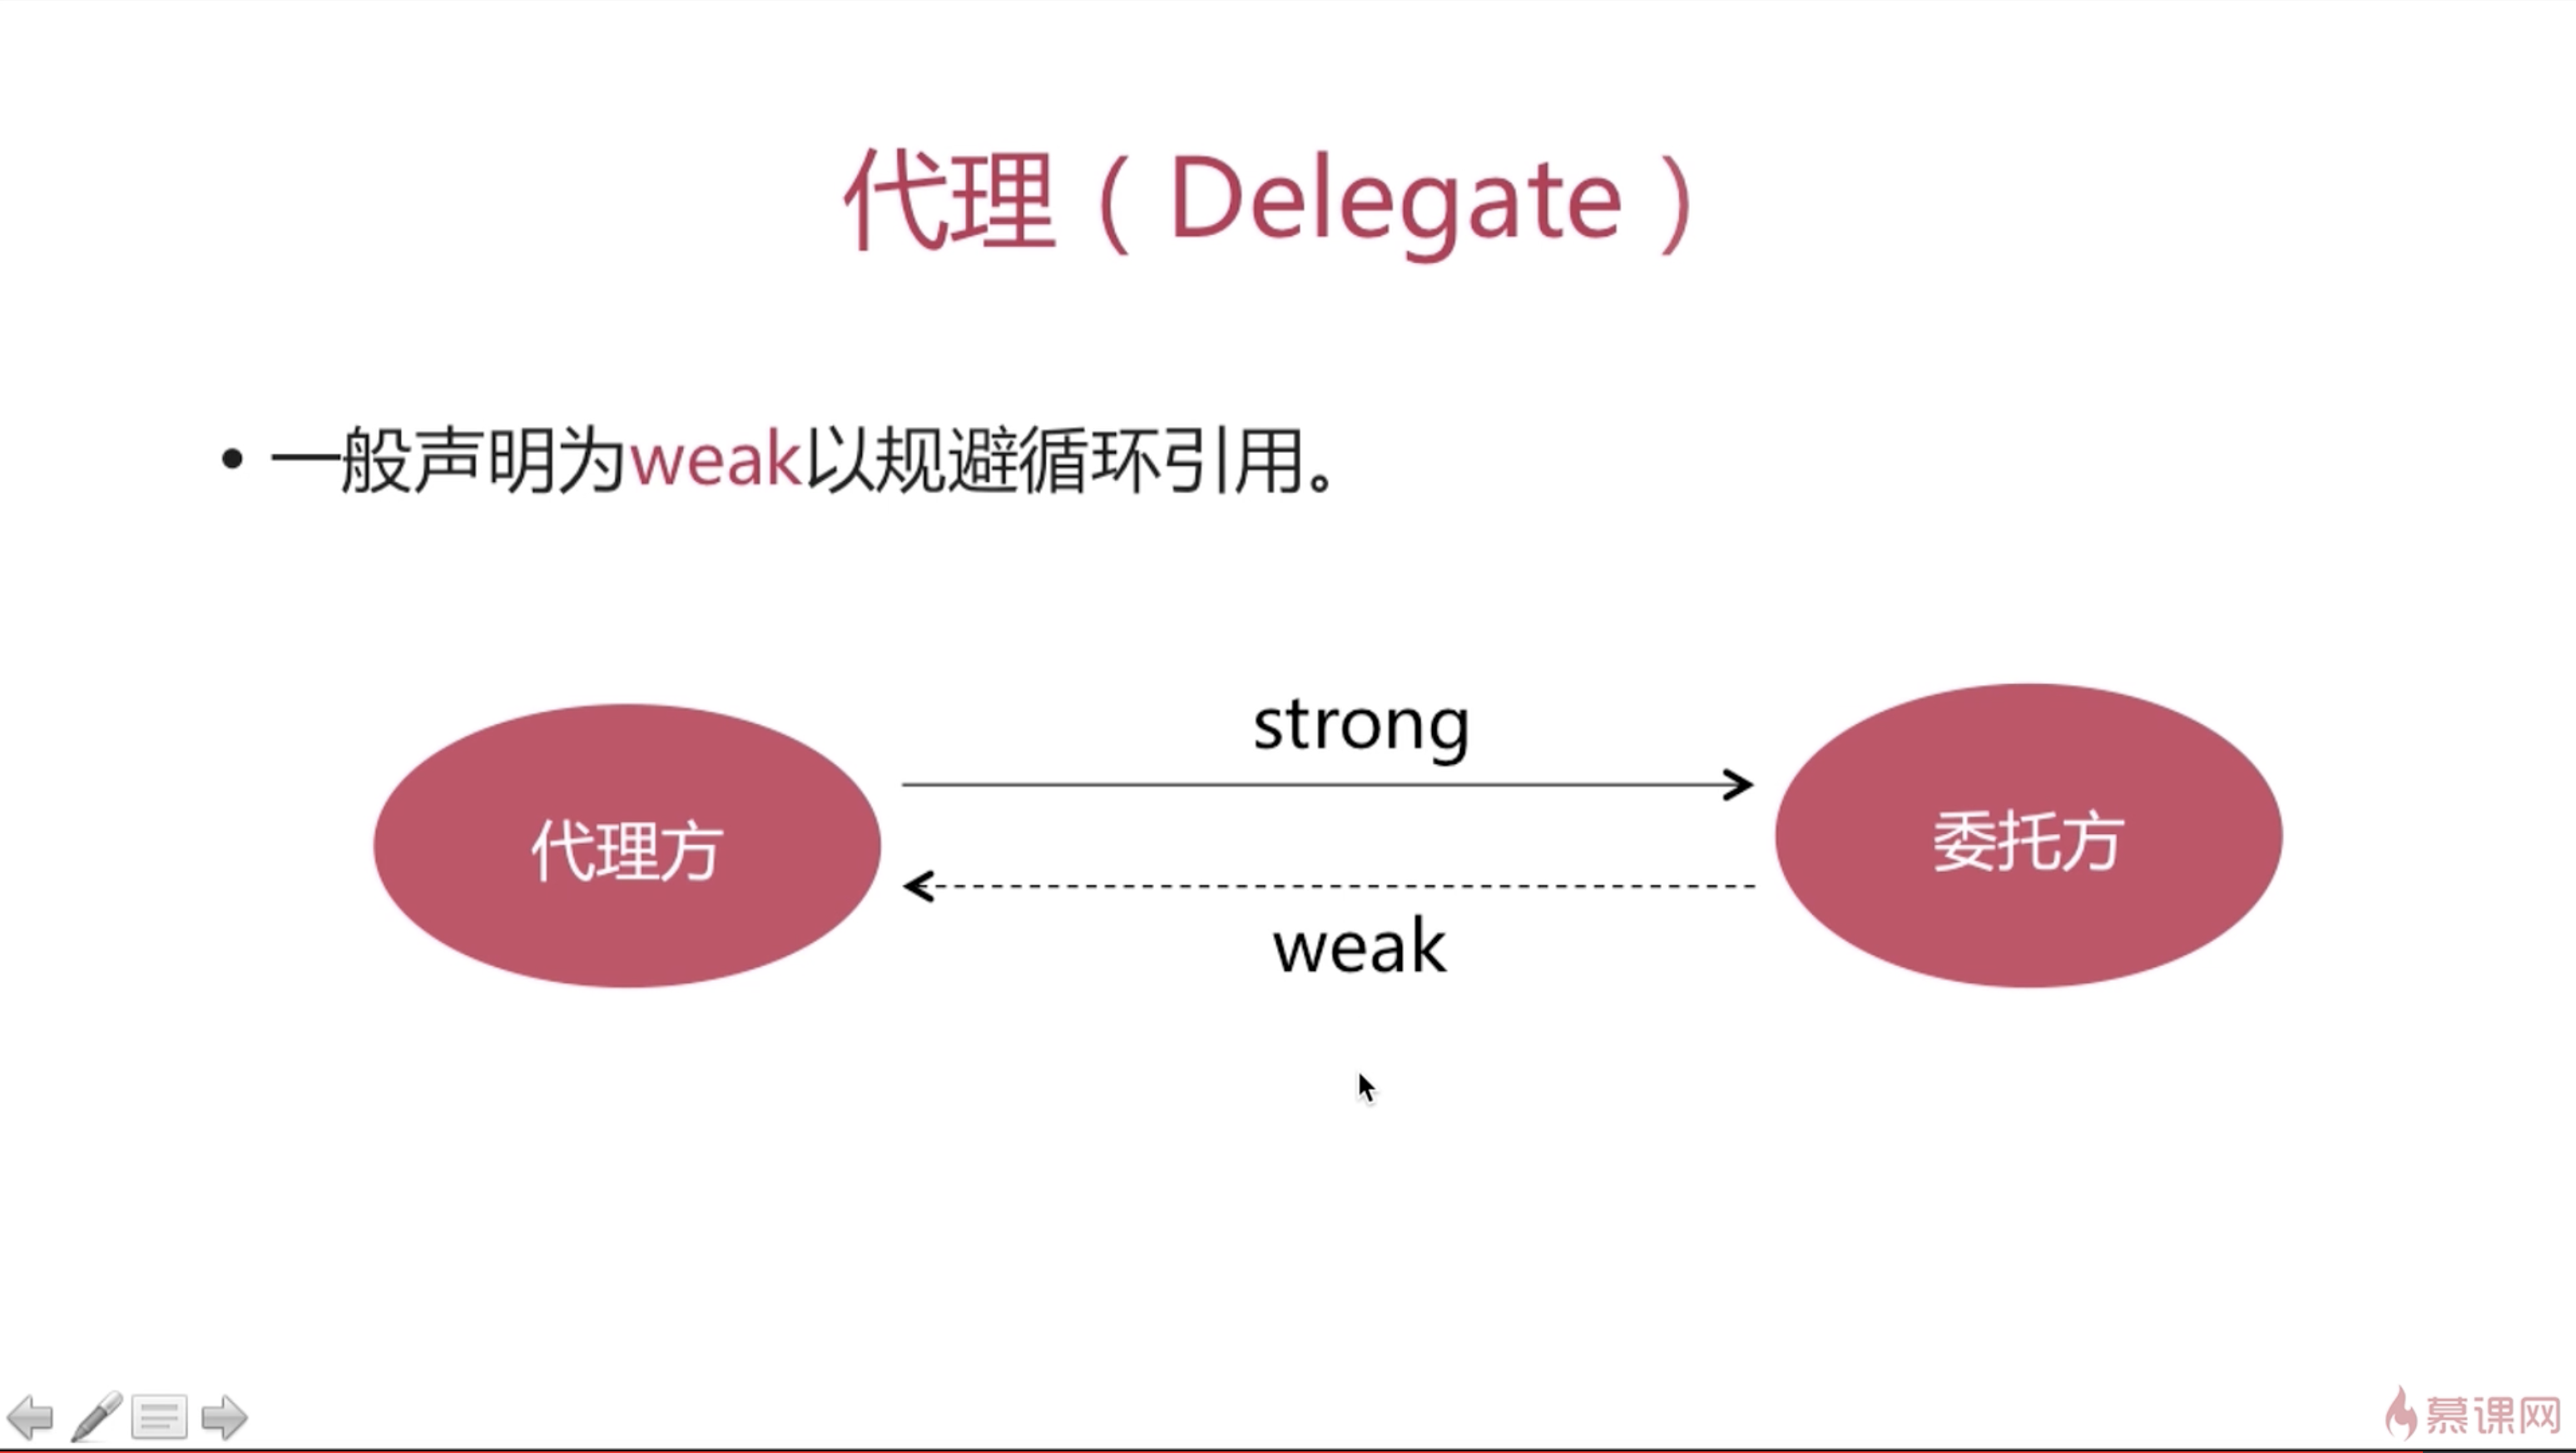 代理（Delegate）
• 一般声明为weak以规避循环引用。
strong
代理方
委托方
weak
慕课网